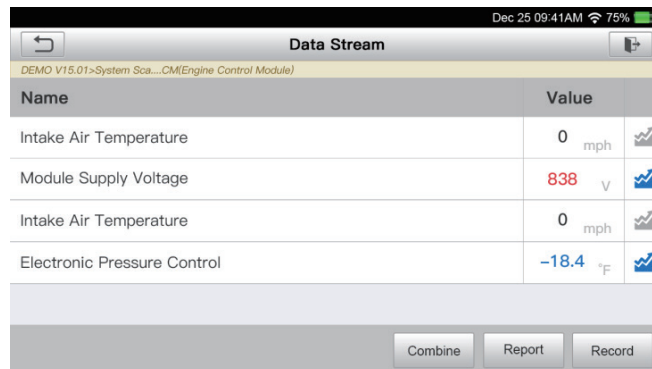 Dec 25 09:41AM 75%
Data Stream
DEMO V15.01>System Sca....CM(Engine Control Module)
Name Value
Intake Air Temperature 0 mph
Module Supply Voltage 838 V
Intake Air Temperature 0 mph
Electronic Pressure Control -18.4 °F
Combine Report Record